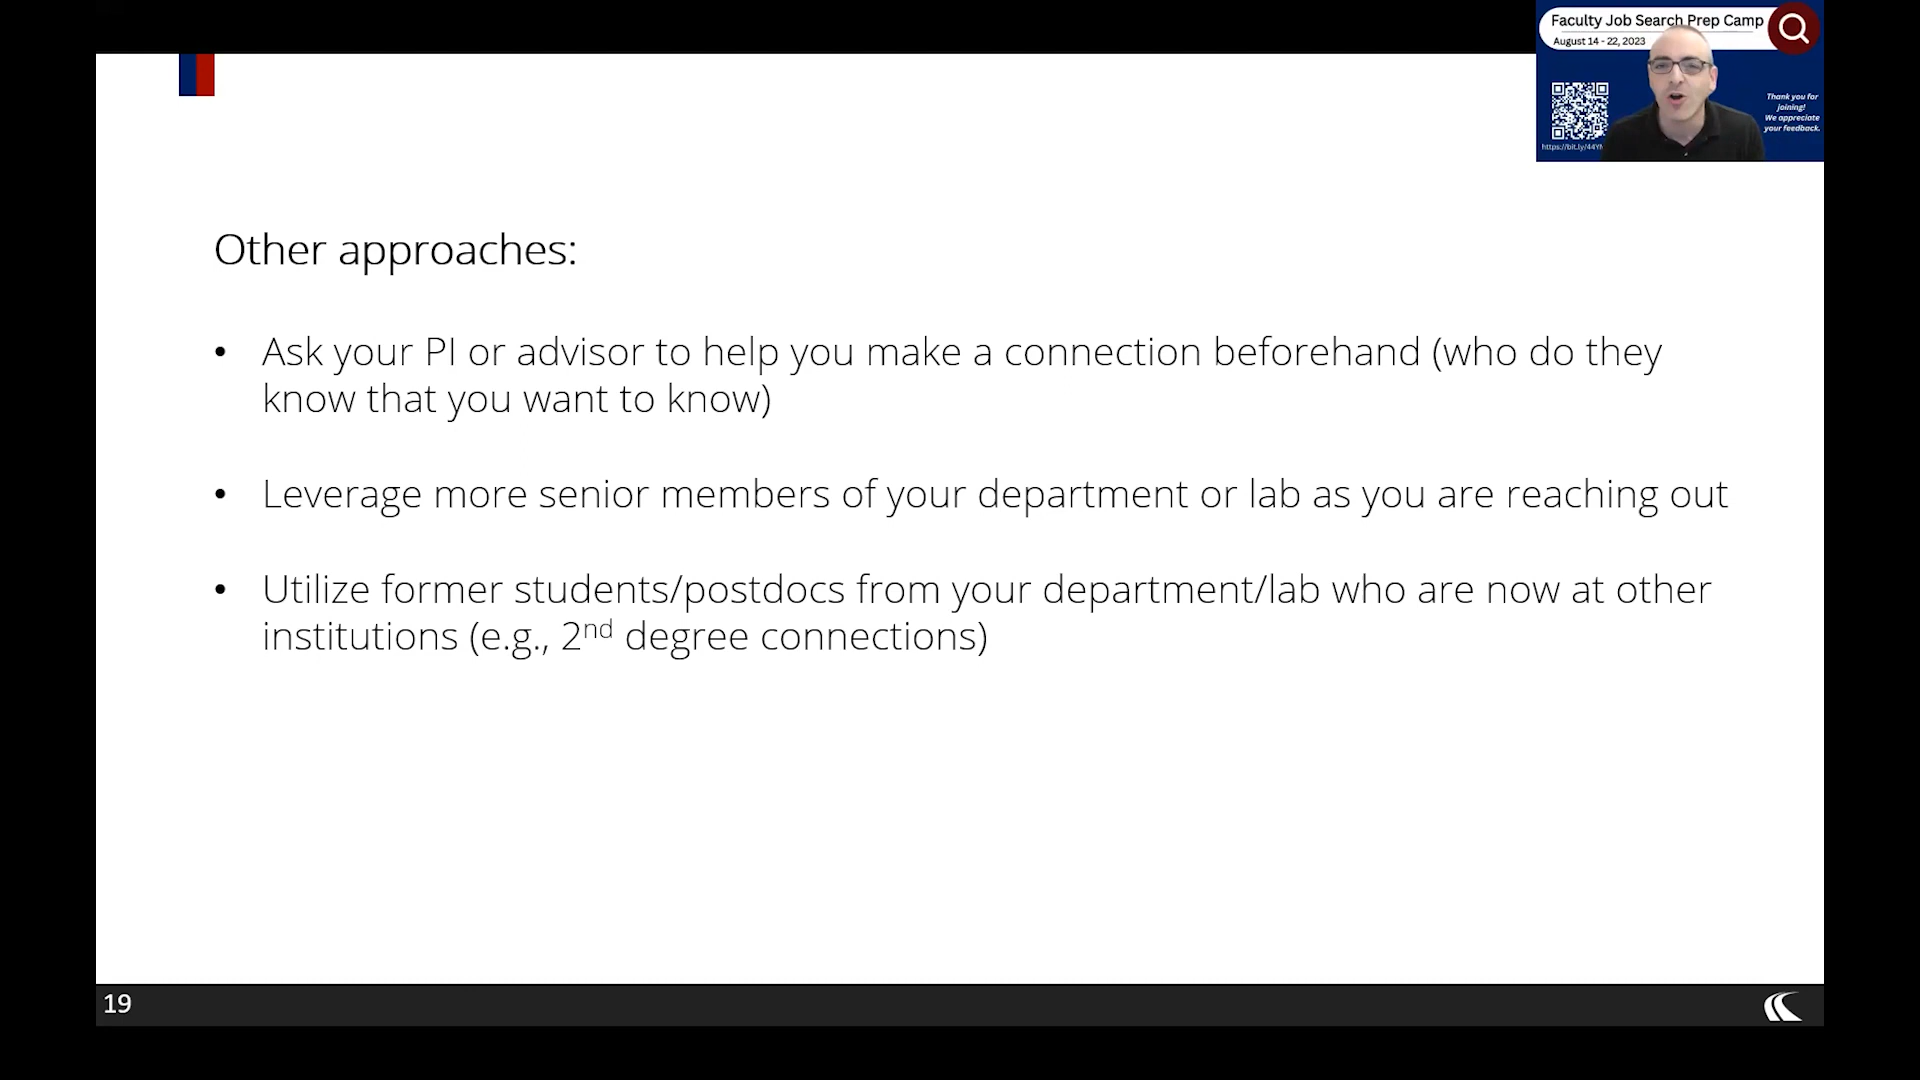 Faculty Job Search Prep Camp
August 14 - 22, 2023
Thank you for
joining!
We appreciate
your feedback.
https://bit.ly/44Y
Other approaches:
• Ask your PI or advisor to help you make a connection beforehand (who do they
know that you want to know)
• Leverage more senior members of your department or lab as you are reaching out
• Utilize former students/postdocs from your department/lab who are now at other
institutions (e.g., 2nd degree connections)
19